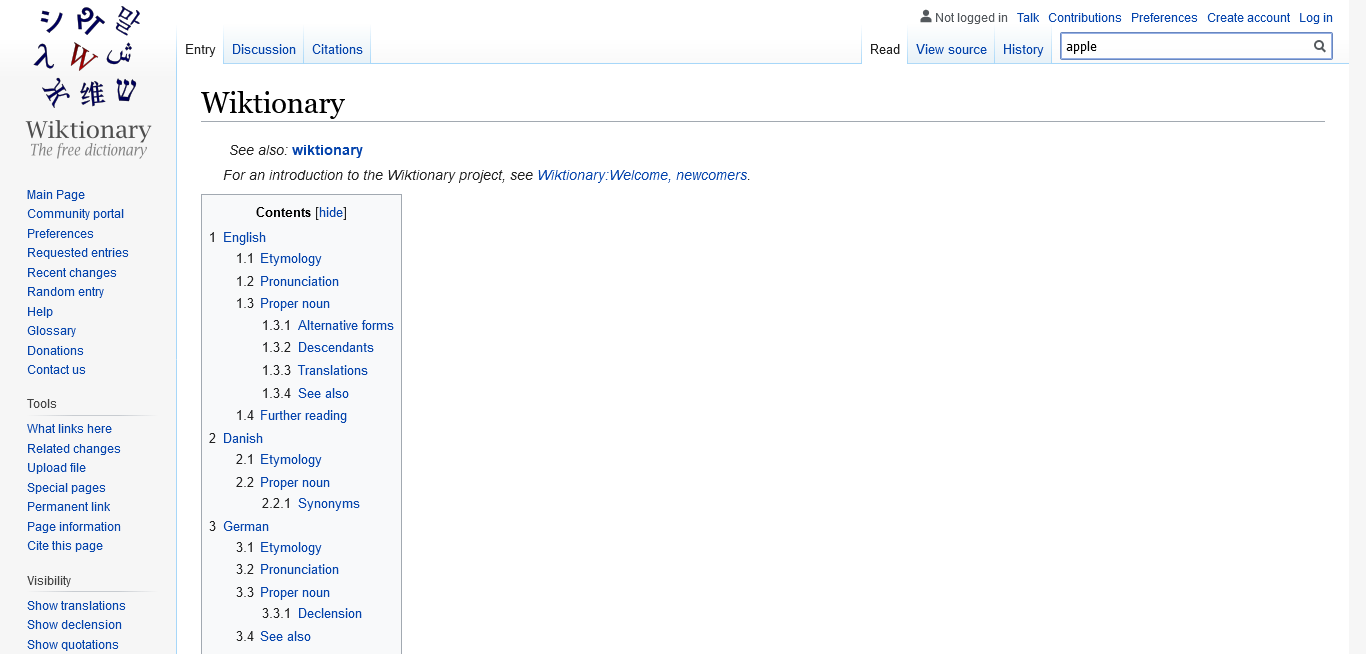 Not logged in Talk Contributions Preferences Create account Log in
Entry Discussion Citations Read View source History apple
Wiktionary
The free dictionary
Main Page
Community portal
Preferences
Requested entries
Recent changes
Random entry
Help
Glossary
Donations
Contact us
Tools
What links here
Related changes
Upload file
Special pages
Permanent link
Page information
Cite this page
Visibility
Show translations
Show declension
Show quotations
Wiktionary
See also: wiktionary
For an introduction to the Wiktionary project, see Wiktionary:Welcome, newcomers.
Contents [hide]
1 English
1.1 Etymology
1.2 Pronunciation
1.3 Proper noun
1.3.1 Alternative forms
1.3.2 Descendants
1.3.3 Translations
1.3.4 See also
1.4 Further reading
2 Danish
2.1 Etymology
2.2 Proper noun
2.2.1 Synonyms
3 German
3.1 Etymology
3.2 Pronunciation
3.3 Proper noun
3.3.1 Declension
3.4 See also